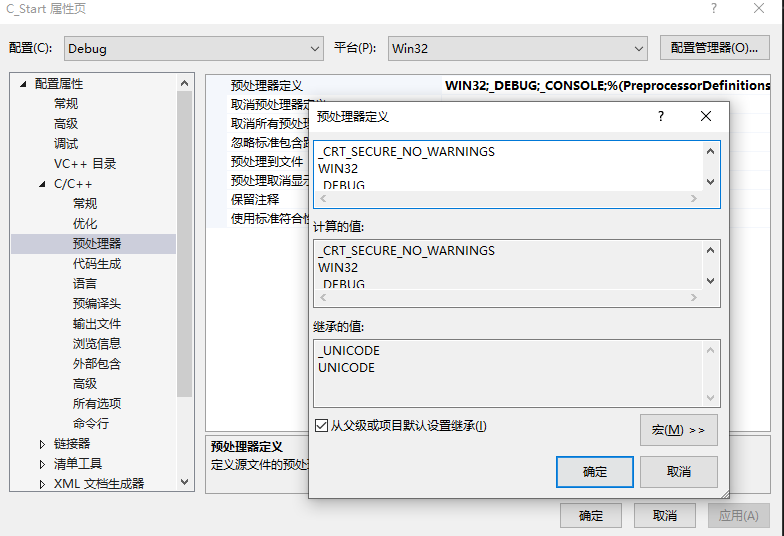 C_Start 属性页
配置(C): Debug 平台(P): Win32 配置管理器(O)...
配置属性
常规
高级
调试
VC++ 目录
C/C++
常规
优化
预处理器
代码生成
语言
预编译头
输出文件
浏览信息
外部包含
高级
所有选项
命令行
链接器
清单工具
XML 文档生成器
预处理器定义 WIN32;_DEBUG;_CONSOLE;%(PreprocessorDefinitions
取消预处理器定义
取消所有预处理
忽略标准包含路
预处理到文件
预处理取消显示
保留注释
使用标准符合性
预处理器定义
定义源文件的预处
预处理器定义
_CRT_SECURE_NO_WARNINGS
WIN32
_DEBUG
计算的值:
_CRT_SECURE_NO_WARNINGS
WIN32
_DEBUG
继承的值:
_UNICODE
UNICODE
从父级或项目默认设置继承(I)
宏(M) >>
确定 取消
确定 取消 应用(A)